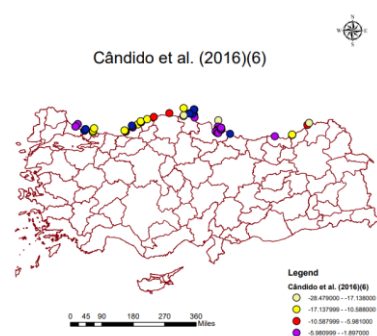 N
W E
S
Cândido et al. (2016)(6)
Legend
Cândido et al. (2016)(6)
-28.479000 - -17.138000
-17.137999 - -10.588000
-10.587999 - -5.981000
-5.980999 - -1.897000
0 45 90 180 270 360
Miles